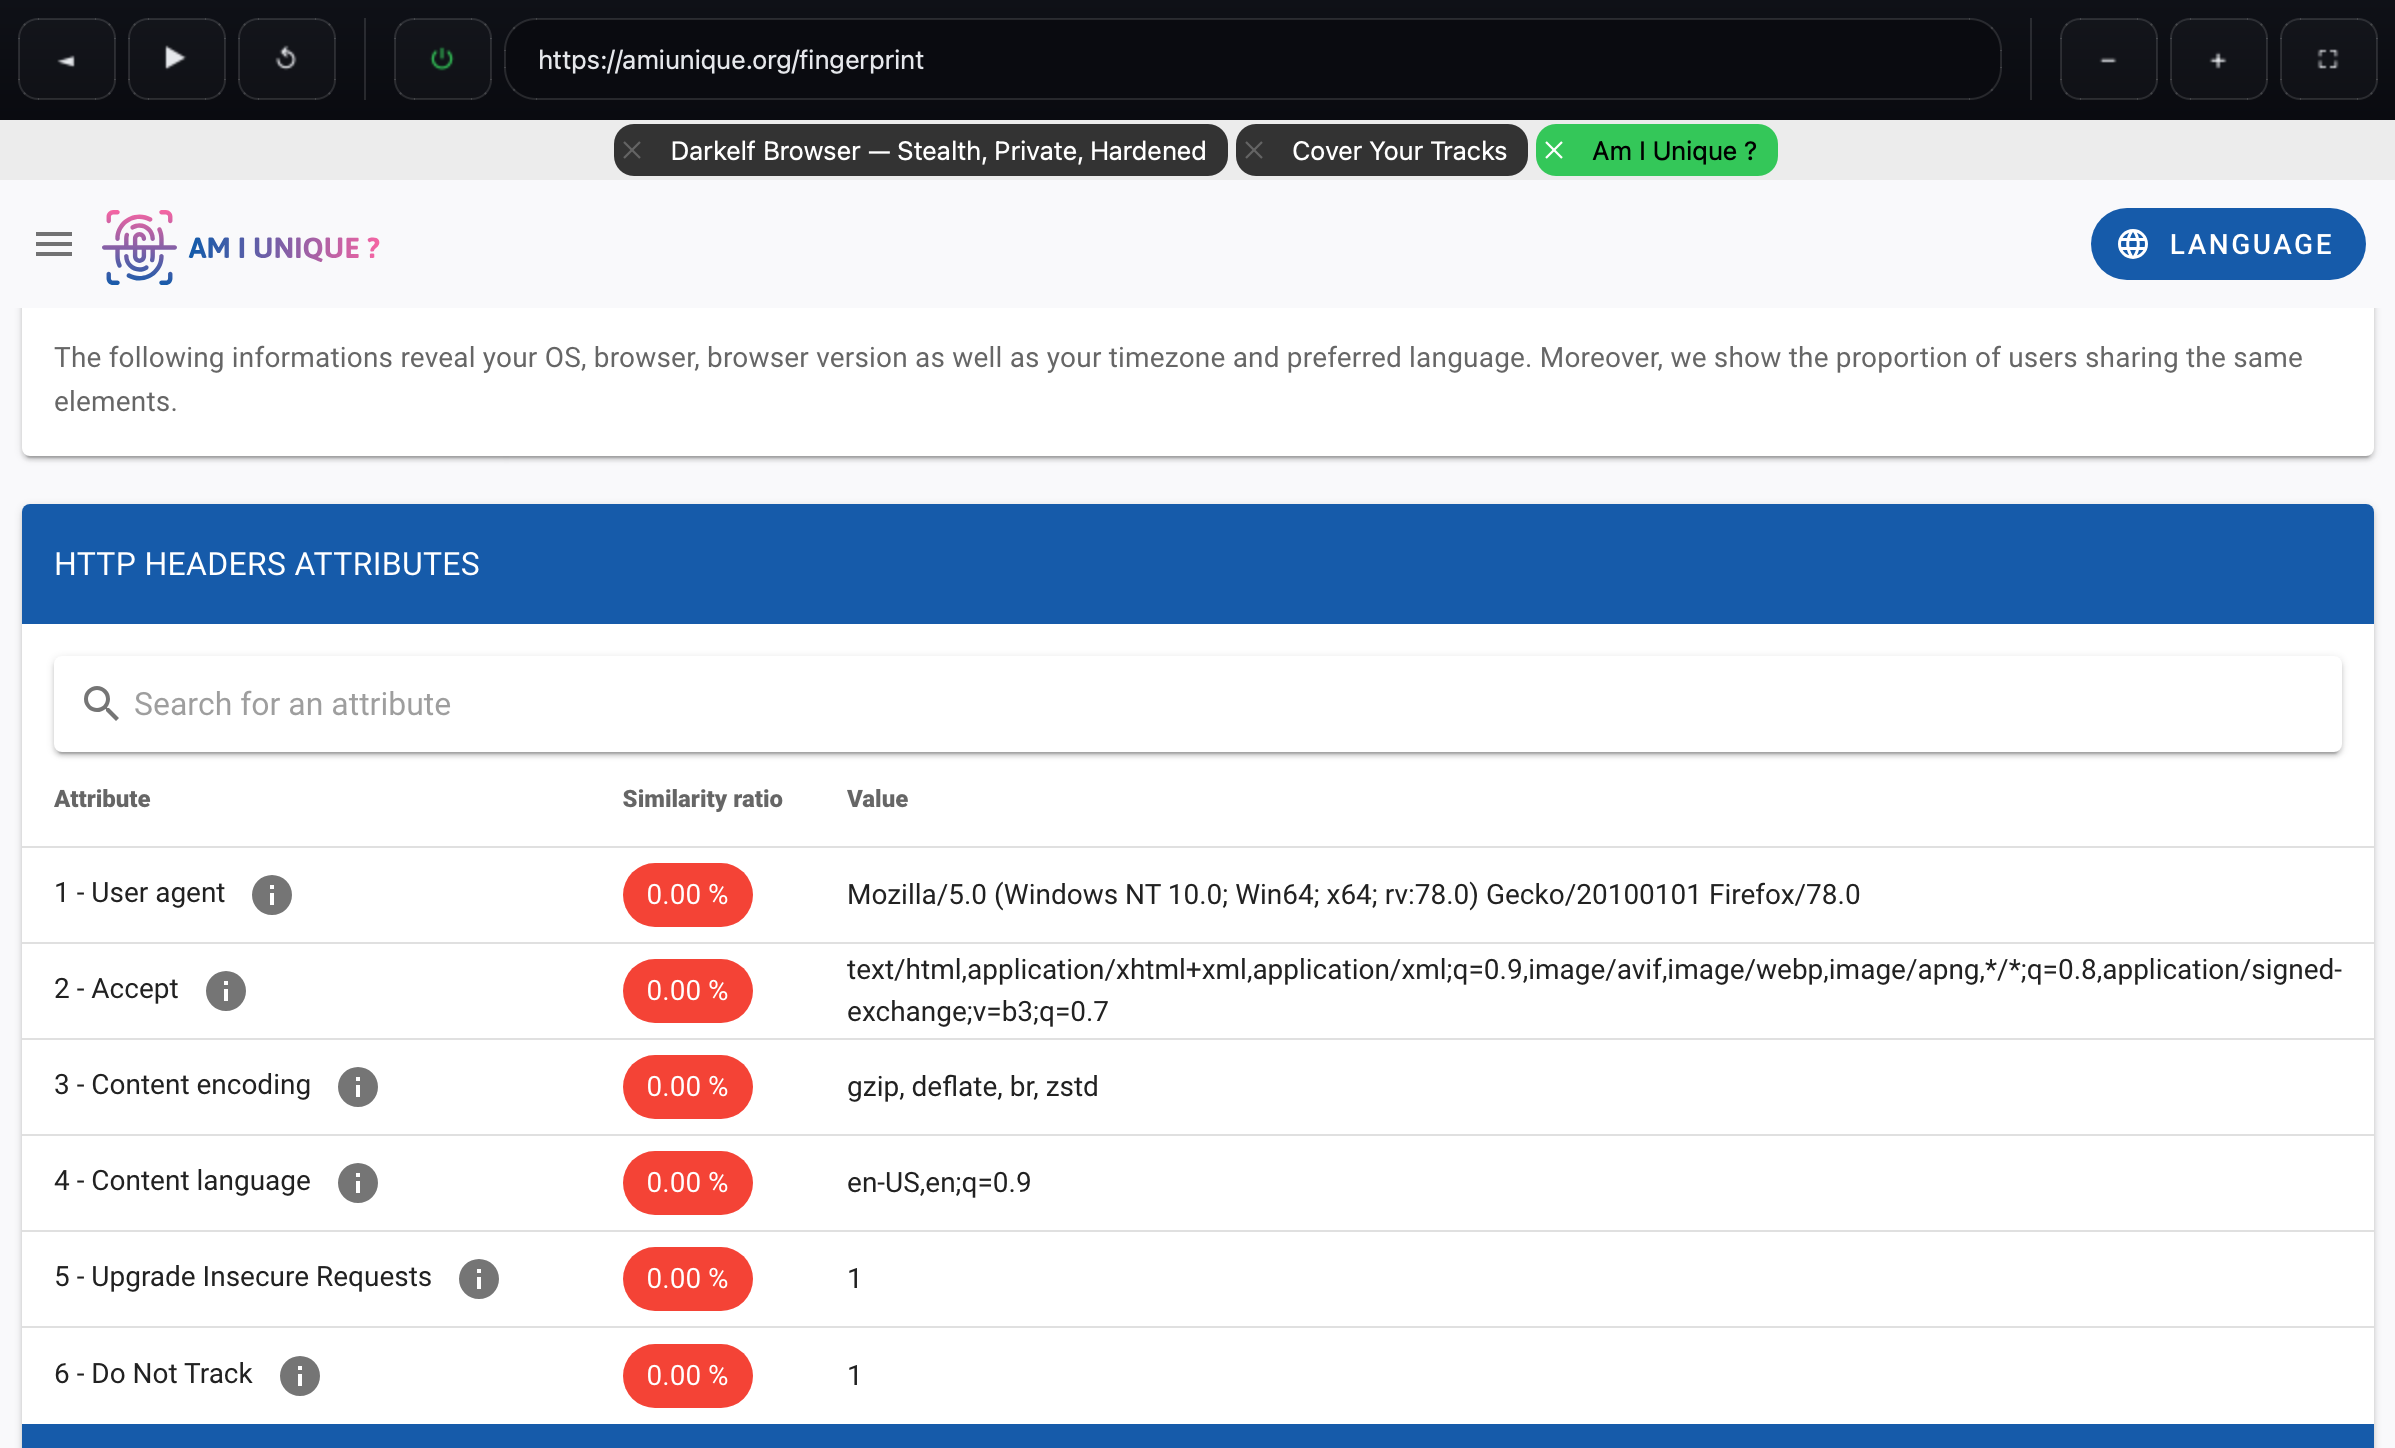 https://amiunique.org/fingerprint
Darkelf Browser — Stealth, Private, Hardened
Cover Your Tracks
Am I Unique ?
AM I UNIQUE ?
LANGUAGE
The following informations reveal your OS, browser, browser version as well as your timezone and preferred language. Moreover, we show the proportion of users sharing the same
elements.
HTTP HEADERS ATTRIBUTES
Search for an attribute
Attribute Similarity ratio Value
1 - User agent 0.00 % Mozilla/5.0 (Windows NT 10.0; Win64; x64; rv:78.0) Gecko/20100101 Firefox/78.0
2 - Accept 0.00 % text/html,application/xhtml+xml,application/xml;q=0.9,image/avif,image/webp,image/apng,*/*;q=0.8,application/signed-
exchange;v=b3;q=0.7
3 - Content encoding 0.00 % gzip, deflate, br, zstd
4 - Content language 0.00 % en-US,en;q=0.9
5 - Upgrade Insecure Requests 0.00 % 1
6 - Do Not Track 0.00 % 1